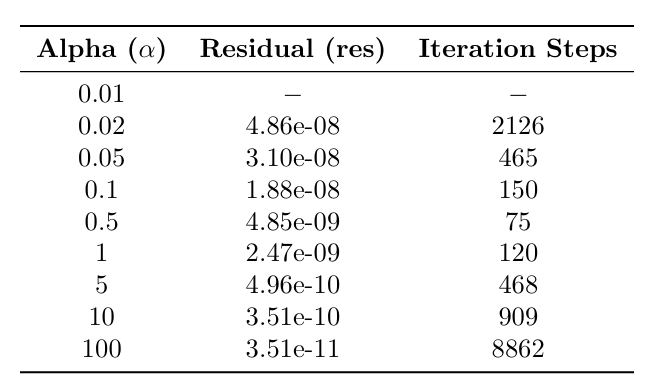 Alpha (α) Residual (res) Iteration Steps
0.01 − −
0.02 4.86e-08 2126
0.05 3.10e-08 465
0.1 1.88e-08 150
0.5 4.85e-09 75
1 2.47e-09 120
5 4.96e-10 468
10 3.51e-10 909
100 3.51e-11 8862